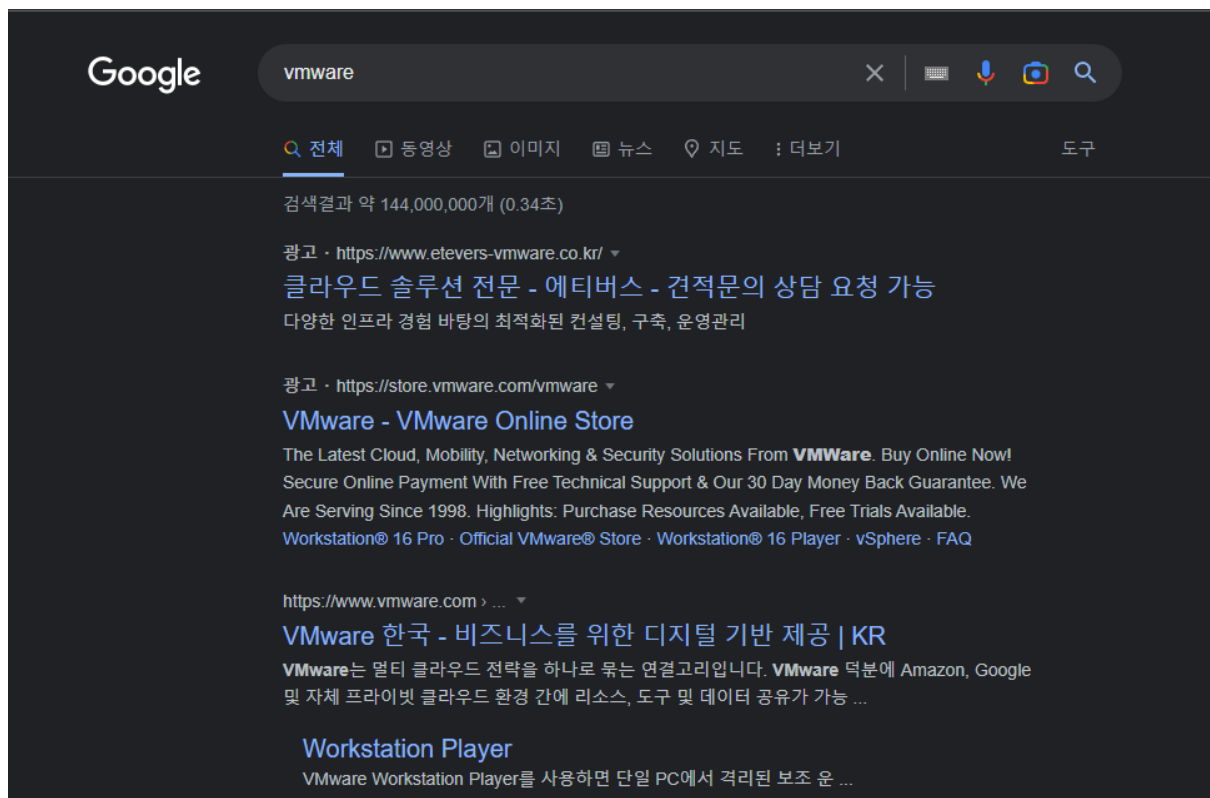 Google
vmware
전체 동영상 이미지 뉴스 지도 더보기 도구
검색결과 약 144,000,000개 (0.34초)
광고 · https://www.etevers-vmware.co.kr/
클라우드 솔루션 전문 - 에티버스 - 견적문의 상담 요청 가능
다양한 인프라 경험 바탕의 최적화된 컨설팅, 구축, 운영관리
광고 · https://store.vmware.com/vmware
VMware - VMware Online Store
The Latest Cloud, Mobility, Networking & Security Solutions From VMWare. Buy Online Now!
Secure Online Payment With Free Technical Support & Our 30 Day Money Back Guarantee. We
Are Serving Since 1998. Highlights: Purchase Resources Available, Free Trials Available.
Workstation® 16 Pro · Official VMware® Store · Workstation® 16 Player · vSphere · FAQ
https://www.vmware.com › ...
VMware 한국 - 비즈니스를 위한 디지털 기반 제공 | KR
VMware는 멀티 클라우드 전략을 하나로 묶는 연결고리입니다. VMware 덕분에 Amazon, Google
및 자체 프라이빗 클라우드 환경 간에 리소스, 도구 및 데이터 공유가 가능 ...
Workstation Player
VMware Workstation Player를 사용하면 단일 PC에서 격리된 보조 운 ...